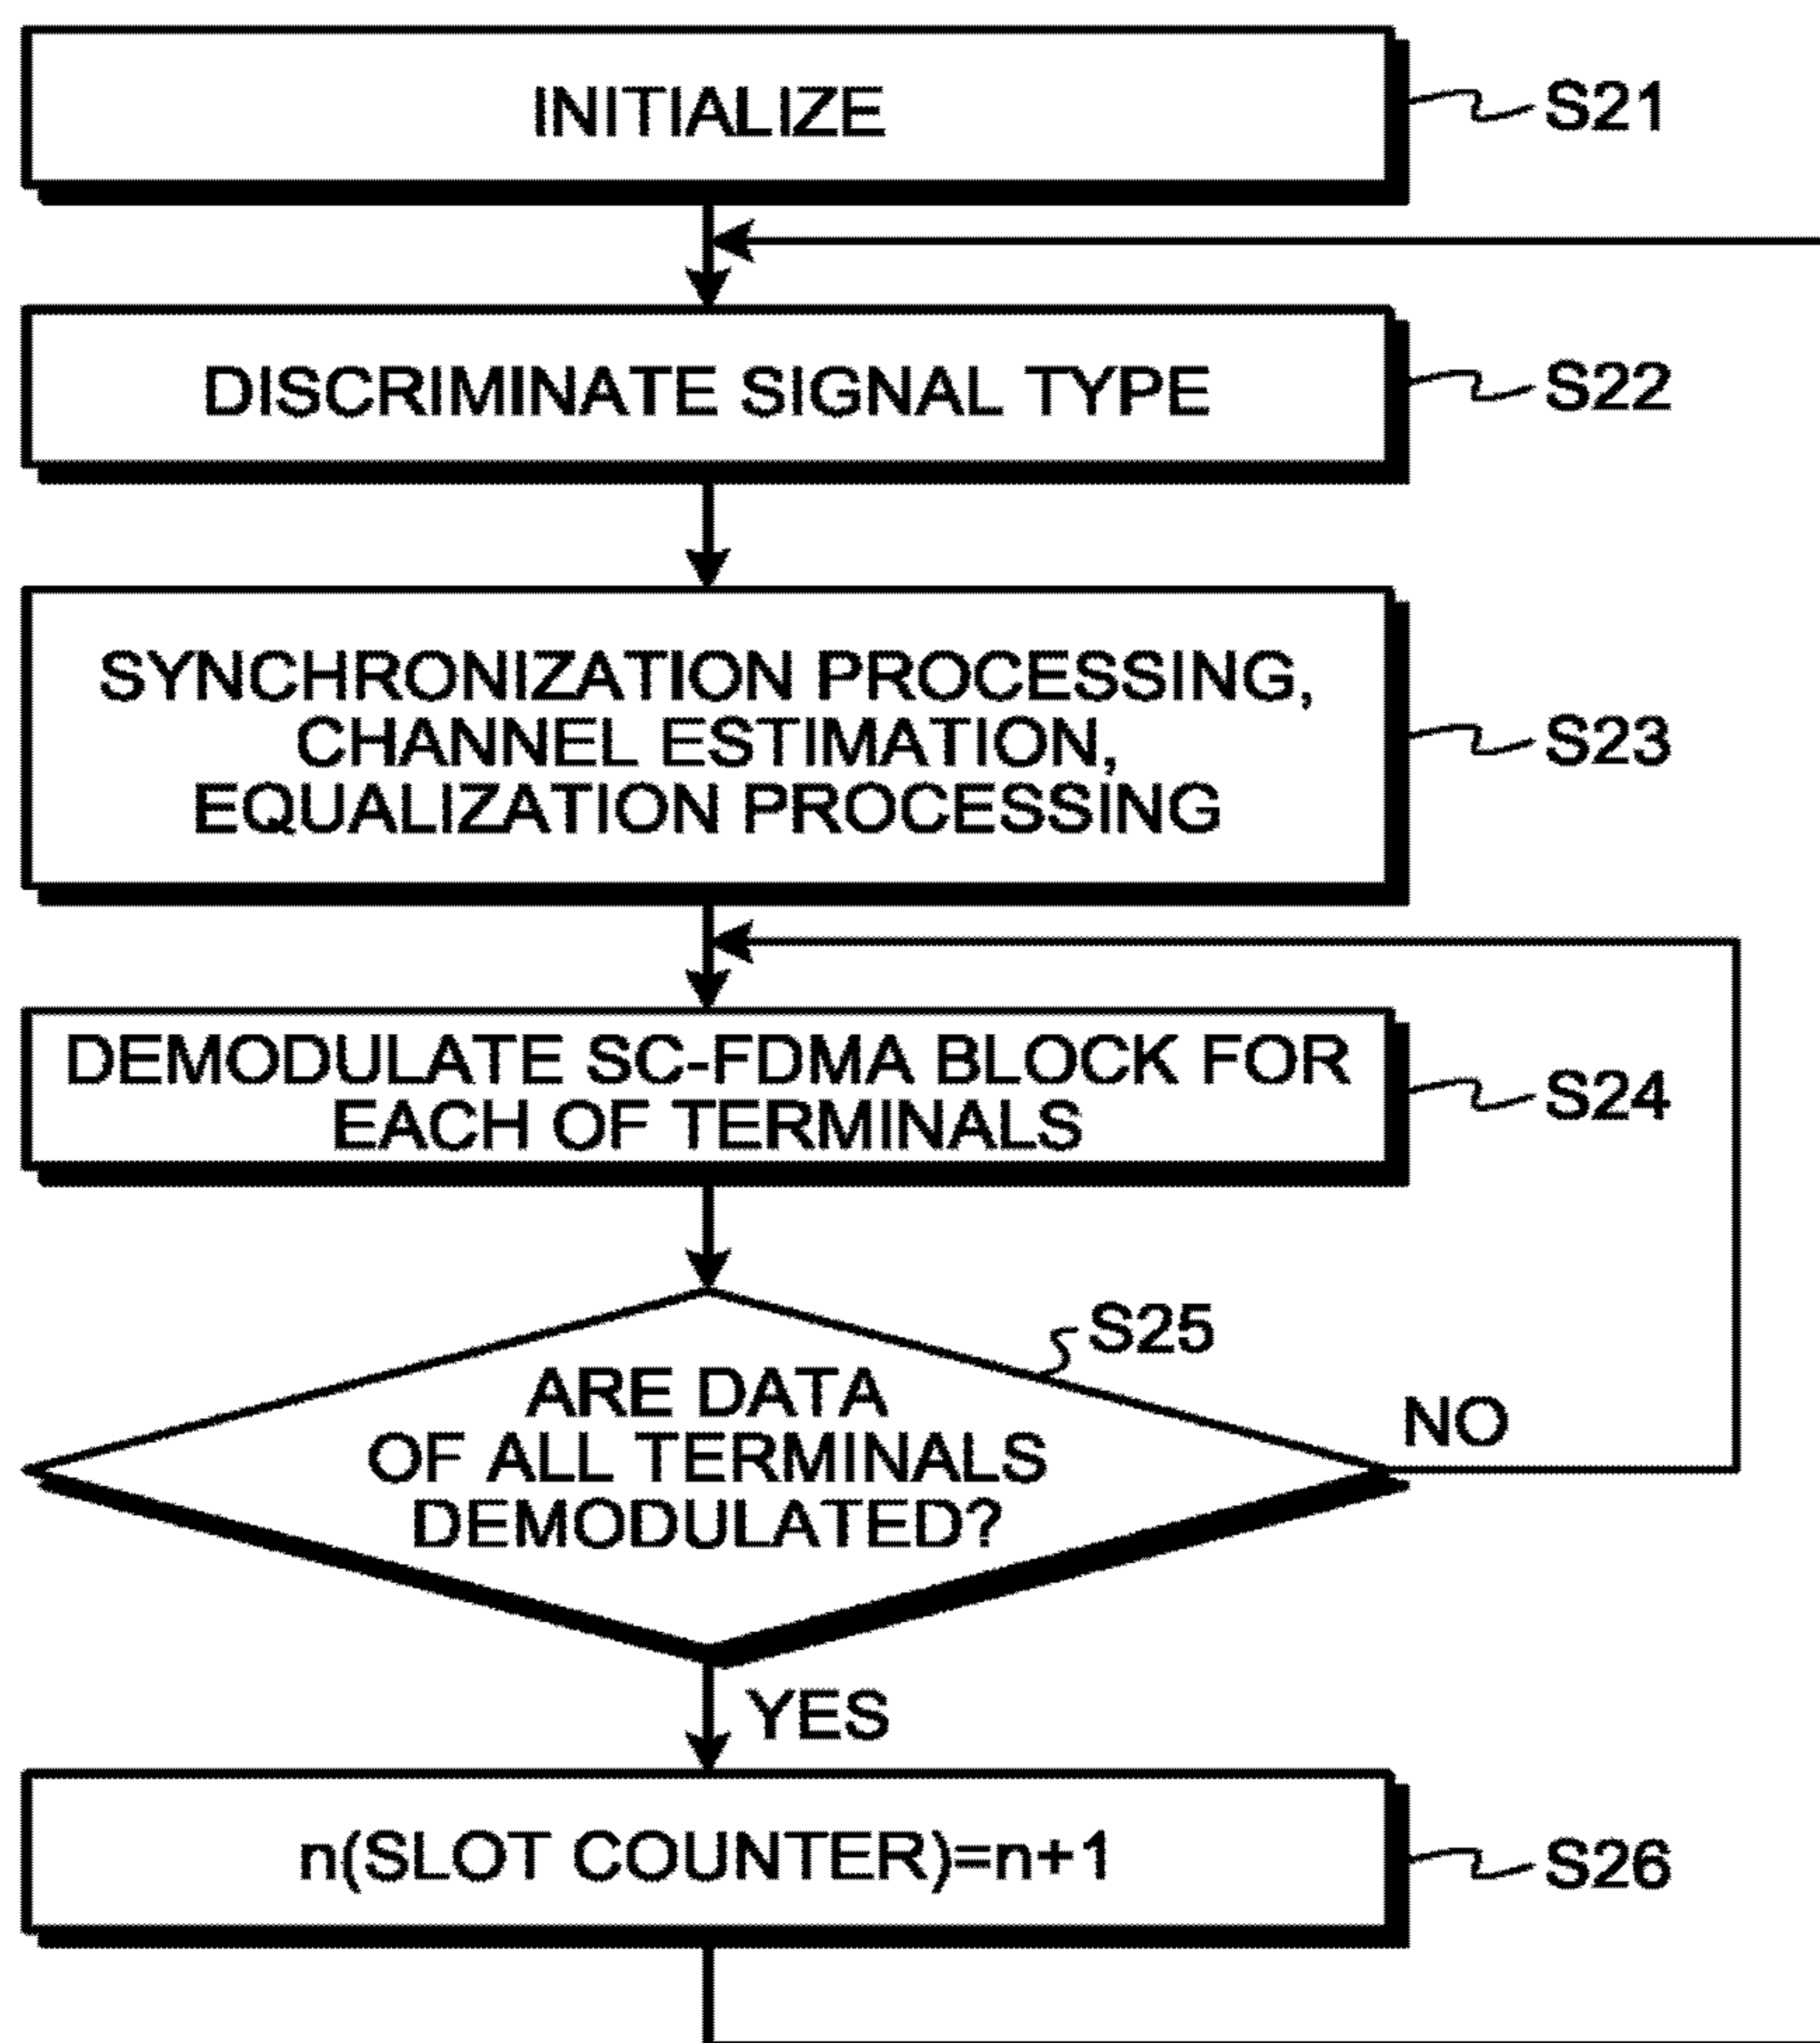 INITIALIZE
S21
DISCRIMINATE SIGNAL TYPE
S22
SYNCHRONIZATION PROCESSING,
CHANNEL ESTIMATION,
EQUALIZATION PROCESSING
S23
DEMODULATE SC-FDMA BLOCK FOR
EACH OF TERMINALS
S24
S25
ARE DATA
OF ALL TERMINALS
DEMODULATED?
NO
YES
n(SLOT COUNTER)=n+1
S26